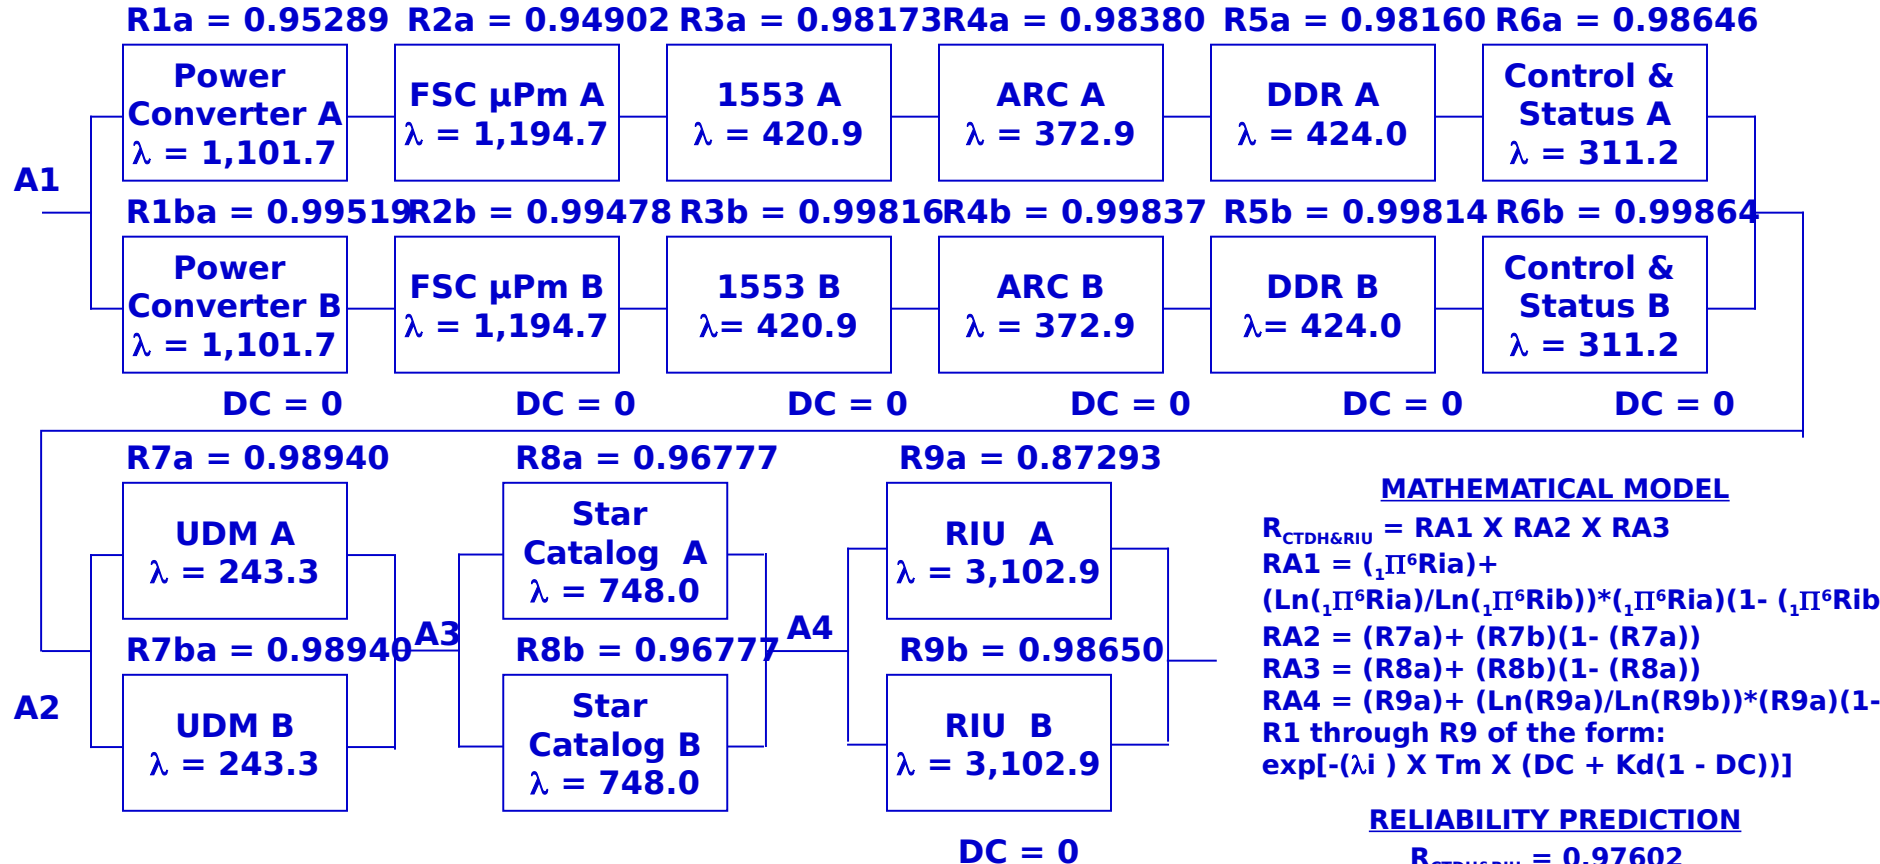 R1a = 0.95289 R2a = 0.94902 R3a = 0.98173 R4a = 0.98380 R5a = 0.98160 R6a = 0.98646
Power
Converter A
λ = 1,101.7
FSC µPm A
λ = 1,194.7
1553 A
λ = 420.9
ARC A
λ = 372.9
DDR A
λ = 424.0
Control &
Status A
λ = 311.2
A1
R1ba = 0.99519 R2b = 0.99478 R3b = 0.99816 R4b = 0.99837 R5b = 0.99814 R6b = 0.99864
Power
Converter B
λ = 1,101.7
FSC µPm B
λ = 1,194.7
1553 B
λ= 420.9
ARC B
λ = 372.9
DDR B
λ= 424.0
Control &
Status B
λ = 311.2
DC = 0 DC = 0 DC = 0 DC = 0 DC = 0 DC = 0
R7a = 0.98940
UDM A
λ = 243.3
R7ba = 0.98940
A2
UDM B
λ = 243.3
R8a = 0.96777
Star
Catalog A
λ = 748.0
A3
R8b = 0.96777
Star
Catalog B
λ = 748.0
R9a = 0.87293
RIU A
λ = 3,102.9
A4
R9b = 0.98650
RIU B
λ = 3,102.9
DC = 0
MATHEMATICAL MODEL
RCTDH&RIU = RA1 X RA2 X RA3
RA1 = (₁Π⁶Ria)+
(Ln(₁Π⁶Ria)/Ln(₁Π⁶Rib))*(₁Π⁶Ria)(1- (₁Π⁶Rib
RA2 = (R7a)+ (R7b)(1- (R7a))
RA3 = (R8a)+ (R8b)(1- (R8a))
RA4 = (R9a)+ (Ln(R9a)/Ln(R9b))*(R9a)(1-
R1 through R9 of the form:
exp[-(λi ) X Tm X (DC + Kd(1 - DC))]
RELIABILITY PREDICTION
RCTDH&RIU = 0.97602